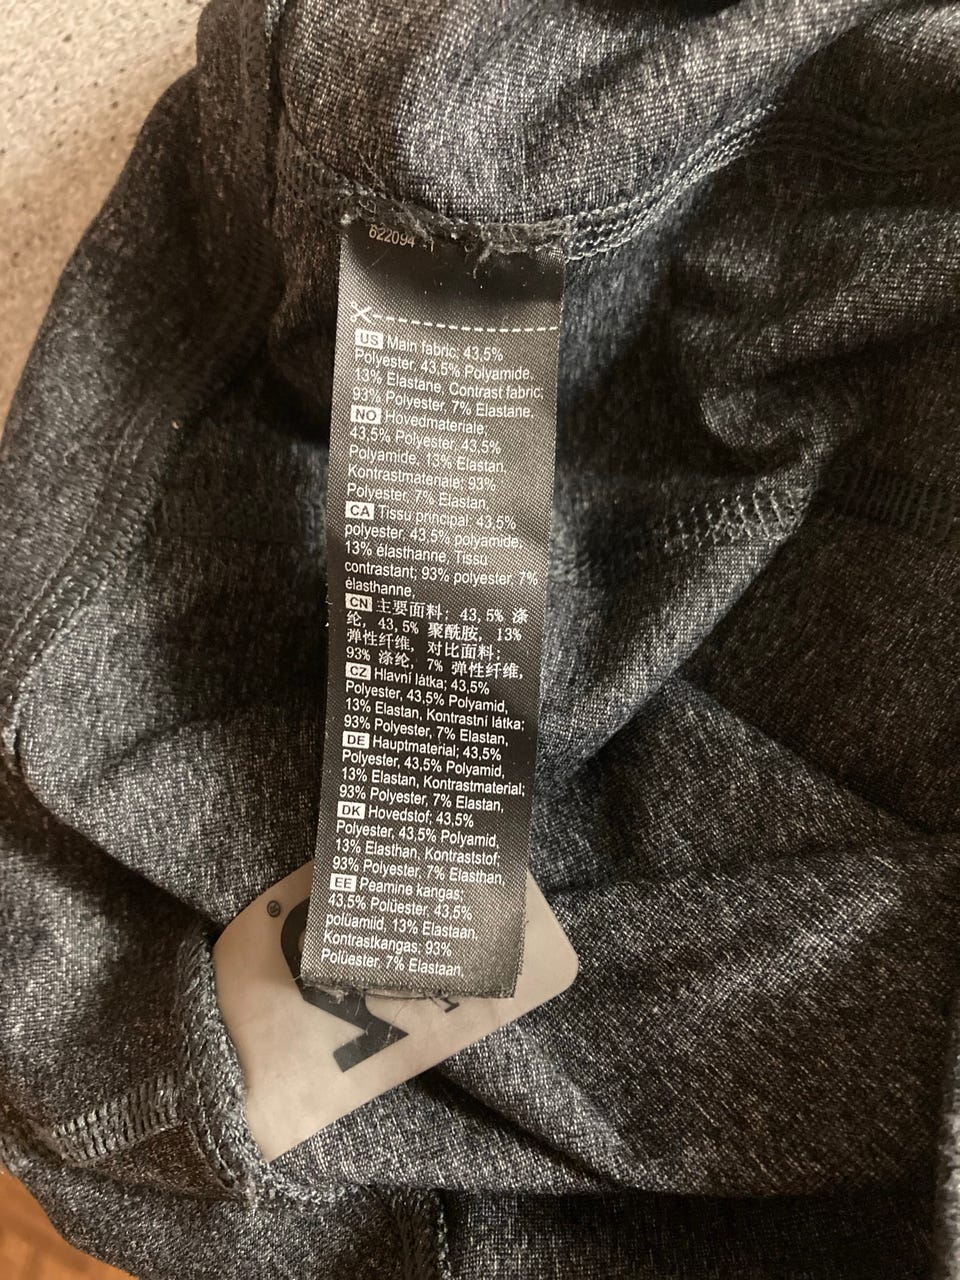 622094 -1
US Main fabric; 43,5%
Polyester, 43,5% Polyamide,
13% Elastane, Contrast fabric;
93% Polyester, 7% Elastane,
NO Hovedmateriale;
43,5% Polyester, 43,5%
Polyamide, 13% Elastan,
Kontrastmateriale; 93%
Polyester, 7% Elastan,
CA Tissu principal; 43,5%
polyester, 43,5% polyamide,
13% élasthanne, Tissu
contrastant; 93% polyester, 7%
élasthanne,
CN 主要面料; 43,5% 涤
纶, 43,5% 聚酰胺, 13%
弹性纤维, 对比面料;
93% 涤纶, 7% 弹性纤维,
CZ Hlavní látka; 43,5%
Polyester, 43,5% Polyamid,
13% Elastan, Kontrastní látka;
93% Polyester, 7% Elastan,
DE Hauptmaterial; 43,5%
Polyester, 43,5% Polyamid,
13% Elastan, Kontrastmaterial;
93% Polyester, 7% Elastan,
DK Hovedstof; 43,5%
Polyester, 43,5% Polyamid,
13% Elasthan, Kontraststof;
93% Polyester, 7% Elasthan,
EE Peamine kangas;
43,5% Polüester, 43,5%
polüamiid, 13% Elastaan,
Kontrastkangas; 93%
Polüester, 7% Elastaan,
®